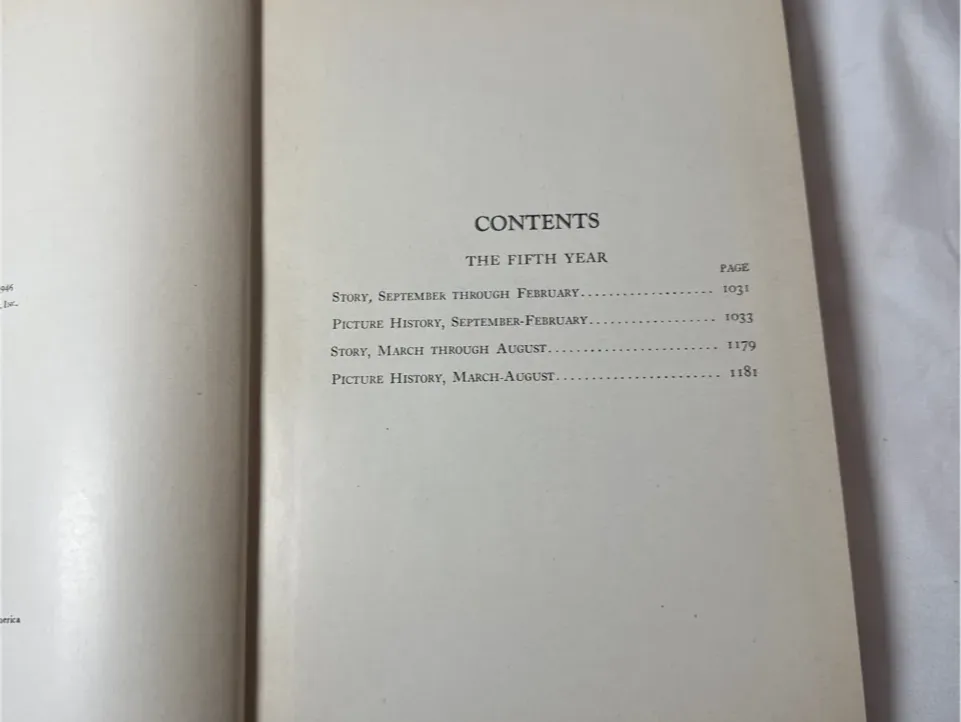 CONTENTS
THE FIFTH YEAR
PAGE
STORY, SEPTEMBER THROUGH FEBRUARY................... 1031
PICTURE HISTORY, SEPTEMBER-FEBRUARY.................. 1033
STORY, MARCH THROUGH AUGUST........................ 1179
PICTURE HISTORY, MARCH-AUGUST....................... 1181